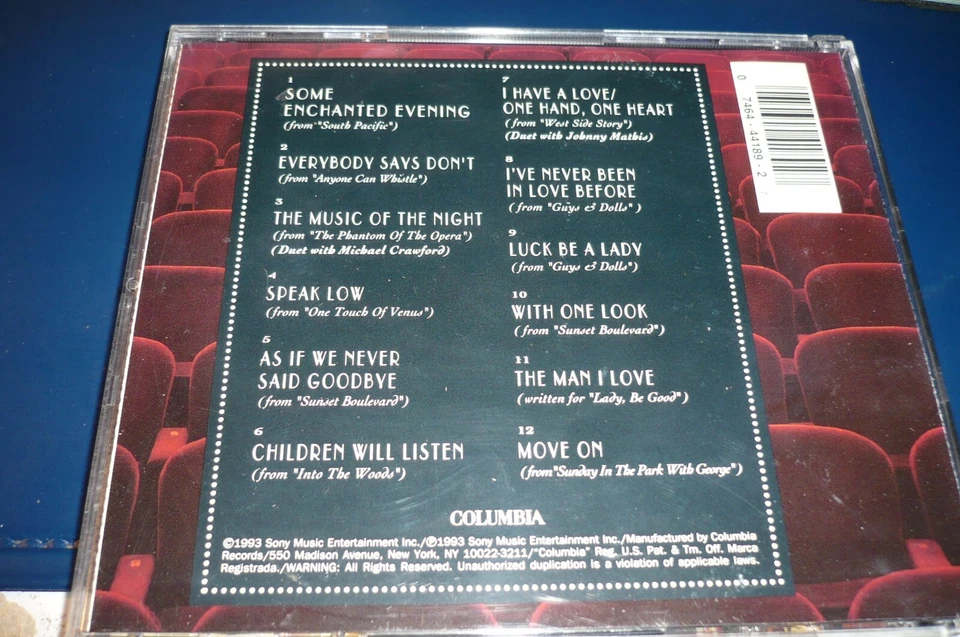 1
SOME
ENCHANTED EVENING
(from "South Pacific")
2
EVERYBODY SAYS DON'T
(from "Anyone Can Whistle")
3
THE MUSIC OF THE NIGHT
(from "The Phantom Of The Opera")
(Duet with Michael Crawford)
4
SPEAK LOW
(from "One Touch Of Venus")
5
AS IF WE NEVER
SAID GOODBYE
(from "Sunset Boulevard")
6
CHILDREN WILL LISTEN
(from "Into The Woods")
7
I HAVE A LOVE/
ONE HAND, ONE HEART
(from "West Side Story")
(Duet with Johnny Mathis)
8
I'VE NEVER BEEN
IN LOVE BEFORE
(from "Guys & Dolls")
9
LUCK BE A LADY
(from "Guys & Dolls")
10
WITH ONE LOOK
(from "Sunset Boulevard")
11
THE MAN I LOVE
(written for "Lady, Be Good")
12
MOVE ON
(from "Sunday In The Park With George")
COLUMBIA
©1993 Sony Music Entertainment Inc./℗1993 Sony Music Entertainment Inc./Manufactured by Columbia
Records/550 Madison Avenue, New York, NY 10022-3211/"Columbia" Reg. U.S. Pat. & Tm. Off. Marca
Registrada./WARNING: All Rights Reserved. Unauthorized duplication is a violation of applicable laws.
0 7464-44189-2 7